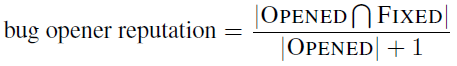 bug opener reputation = |OPENED ⋂ FIXED| / |OPENED| + 1